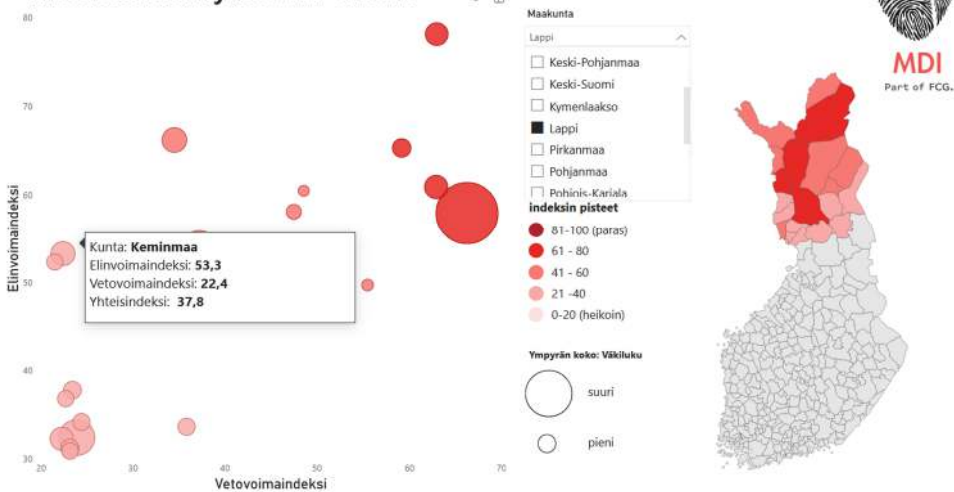 80
70
60
50
40
30
20
30
40
50
60
70
Elinvoimaindeksi
Vetovoimaindeksi
Kunta: Keminmaa
Elinvoimaindeksi: 53,3
Vetovoimaindeksi: 22,4
Yhteisindeksi: 37,8
Maakunta
Lappi
Keski-Pohjanmaa
Keski-Suomi
Kymenlaakso
Lappi
Pirkanmaa
Pohjanmaa
Pohjois-Karjala
indeksin pisteet
81-100 (paras)
61 - 80
41 - 60
21 -40
0-20 (heikoin)
Ympyrän koko: Väkiluku
suuri
pieni
MDI
Part of FCG.